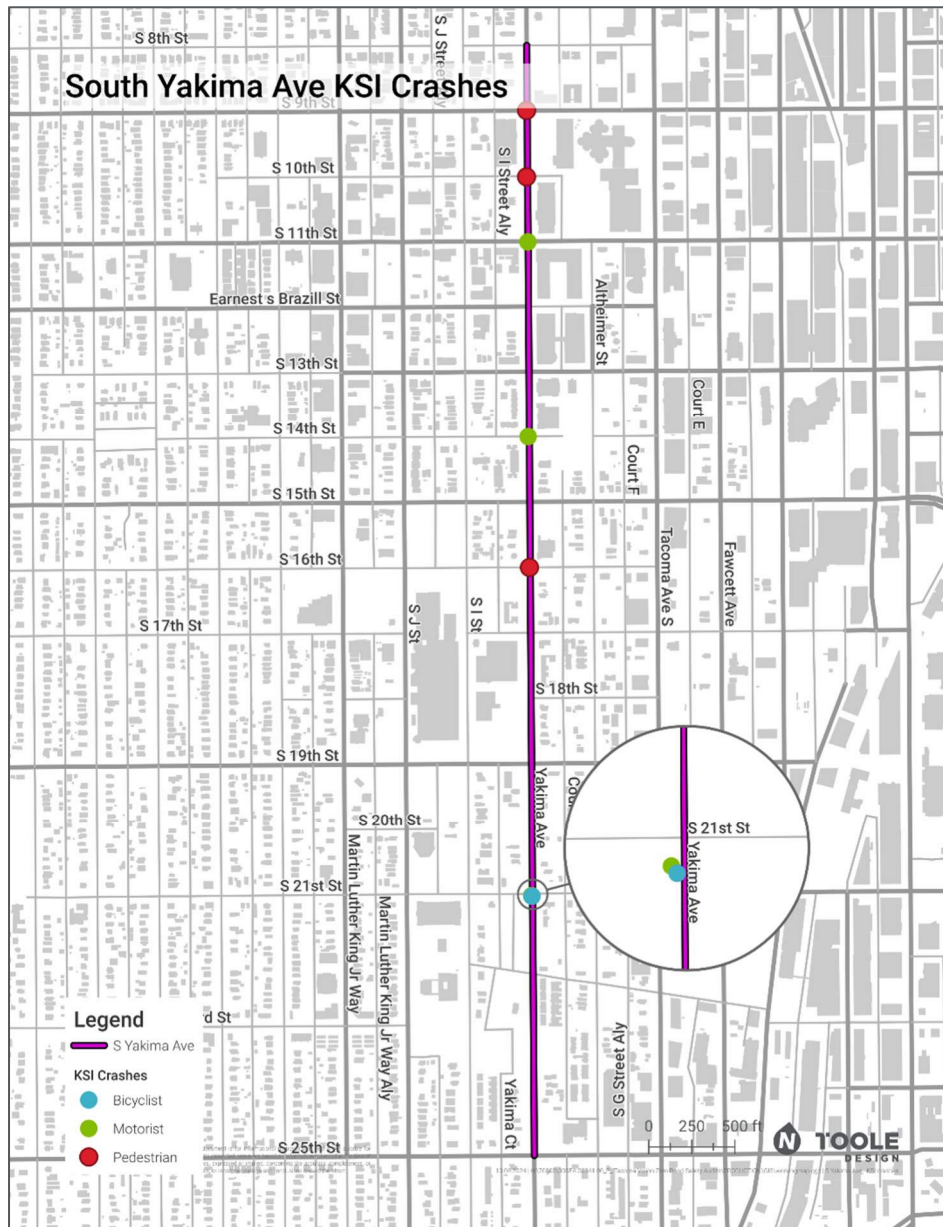 S 8th St
S J Street Aly
South Yakima Ave KSI Crashes
S 9th St
S 10th St
S I Street Aly
S 11th St
Earnest s Brazill St
Altheimer St
S 13th St
Court E
S 14th St
Court F
S 15th St
S 16th St
Tacoma Ave S
Fawcett Ave
S J St
S I St
S 17th St
S 18th St
S 19th St
Yakima Ave
Cou
S 20th St
S 21st St
Yakima Ave
Martin Luther King Jr Way
S 21st St
Martin Luther King Jr Way Aly
Legend
d St
S Yakima Ave
KSI Crashes
Bicyclist
Motorist
Pedestrian
Yakima Ct
S G Street Aly
0 250 500 ft
N
TOOLE
DESIGN
S 25th St